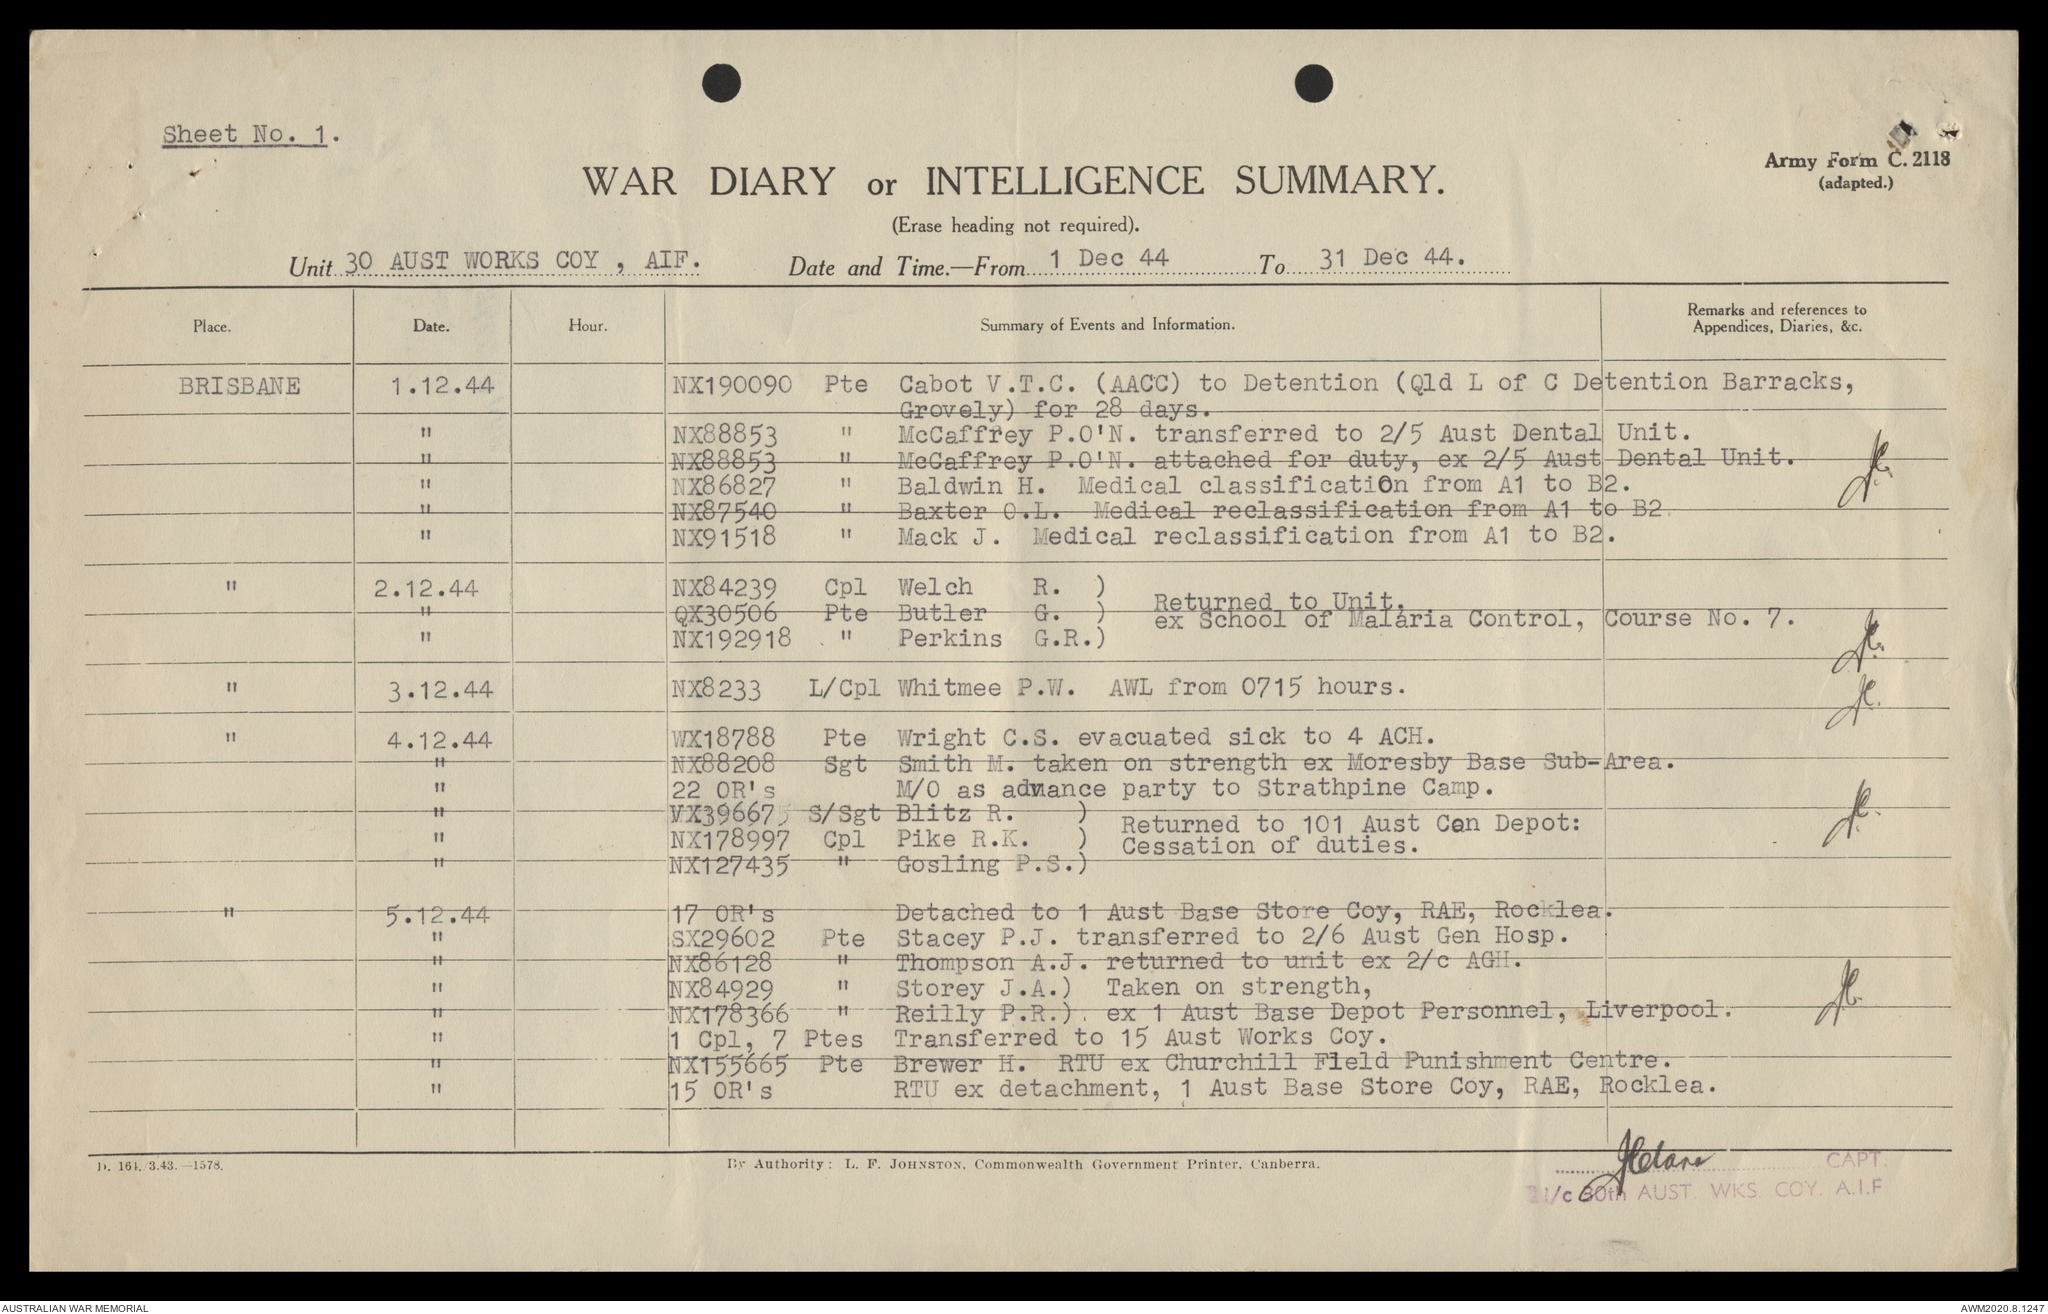 Sheet No. 1.
Army Form C. 2118
(adapted.)
WAR DIARY or INTELLIGENCE SUMMARY.
(Erase heading not required).
Unit 30 AUST WORKS COY , AIF. Date and Time.—From 1 Dec 44 To 31 Dec 44.
Place. Date. Hour. Summary of Events and Information. Remarks and references to
Appendices, Diaries, &c.
BRISBANE 1.12.44 NX190090 Pte Cabot V.T.C. (AACC) to Detention (Qld L of C Detention Barracks,
Grovely) for 28 days.
" NX88853 " McCaffrey P.O'N. transferred to 2/5 Aust Dental Unit.
" NX88853 " McCaffrey P.O'N. attached for duty, ex 2/5 Aust Dental Unit.
" NX86827 " Baldwin H. Medical classification from A1 to B2.
" NX87540 " Baxter O.L. Medical reclassification from A1 to B2
" NX91518 " Mack J. Medical reclassification from A1 to B2.
" 2.12.44 NX84239 Cpl Welch R. )
" QX30506 Pte Butler G. ) Returned to Unit,
ex School of Malaria Control, Course No. 7.
" NX192918 " Perkins G.R.)
" 3.12.44 NX8233 L/Cpl Whitmee P.W. AWL from 0715 hours.
" 4.12.44 WX18788 Pte Wright C.S. evacuated sick to 4 ACH.
" NX88208 Sgt Smith M. taken on strength ex Moresby Base Sub-Area.
" 22 OR's M/O as advance party to Strathpine Camp.
" VX396675 S/Sgt Blitz R. )
" NX178997 Cpl Pike R.K. ) Returned to 101 Aust Con Depot:
Cessation of duties.
" NX127435 " Gosling P.S.)
" 5.12.44 17 OR's Detached to 1 Aust Base Store Coy, RAE, Rocklea.
" SX29602 Pte Stacey P.J. transferred to 2/6 Aust Gen Hosp.
" NX86128 " Thompson A.J. returned to unit ex 2/c AGH.
" NX84929 " Storey J.A.) Taken on strength,
" NX178366 " Reilly P.R.) ex 1 Aust Base Depot Personnel, Liverpool.
" 1 Cpl, 7 Ptes Transferred to 15 Aust Works Coy.
" NX155665 Pte Brewer H. RTU ex Churchill Field Punishment Centre.
" 15 OR's RTU ex detachment, 1 Aust Base Store Coy, RAE, Rocklea.
D. 164. 3.43.—1578.
By Authority: L. F. JOHNSTON, Commonwealth Government Printer, Canberra.
CAPT.
/c 30th AUST. WKS. COY. A.I.F
AUSTRALIAN WAR MEMORIAL
AWM2020.8.1247